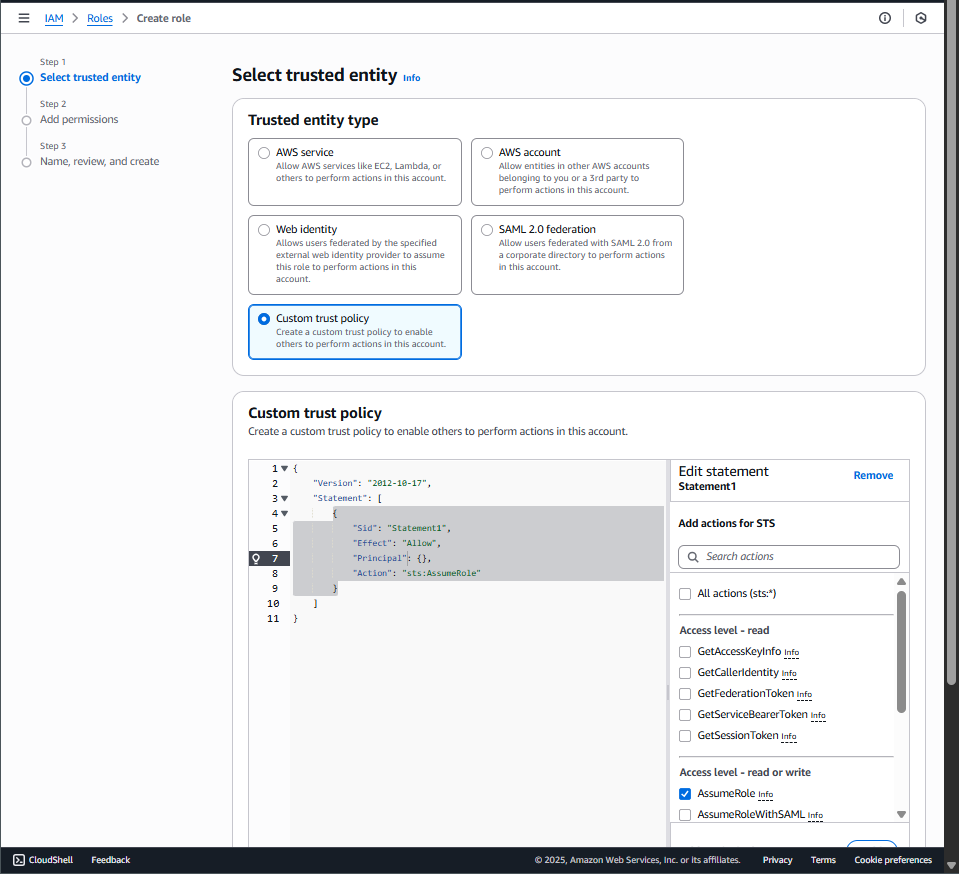 IAM > Roles > Create role
Step 1
Select trusted entity
Step 2
Add permissions
Step 3
Name, review, and create
Select trusted entity Info
Trusted entity type
AWS service
Allow AWS services like EC2, Lambda, or
others to perform actions in this account.
AWS account
Allow entities in other AWS accounts
belonging to you or a 3rd party to
perform actions in this account.
Web identity
Allows users federated by the specified
external web identity provider to assume
this role to perform actions in this
account.
SAML 2.0 federation
Allow users federated with SAML 2.0 from
a corporate directory to perform actions
in this account.
Custom trust policy
Create a custom trust policy to enable
others to perform actions in this account.
Custom trust policy
Create a custom trust policy to enable others to perform actions in this account.
1 {
2 "Version": "2012-10-17",
3 "Statement": [
4 {
5 "Sid": "Statement1",
6 "Effect": "Allow",
7 "Principal": {},
8 "Action": "sts:AssumeRole"
9 }
10 ]
11 }
Edit statement
Remove
Statement1
Add actions for STS
Search actions
All actions (sts:*)
Access level - read
GetAccessKeyInfo Info
GetCallerIdentity Info
GetFederationToken Info
GetServiceBearerToken Info
GetSessionToken Info
Access level - read or write
AssumeRole Info
AssumeRoleWithSAML Info
CloudShell Feedback © 2025, Amazon Web Services, Inc. or its affiliates. Privacy Terms Cookie preferences